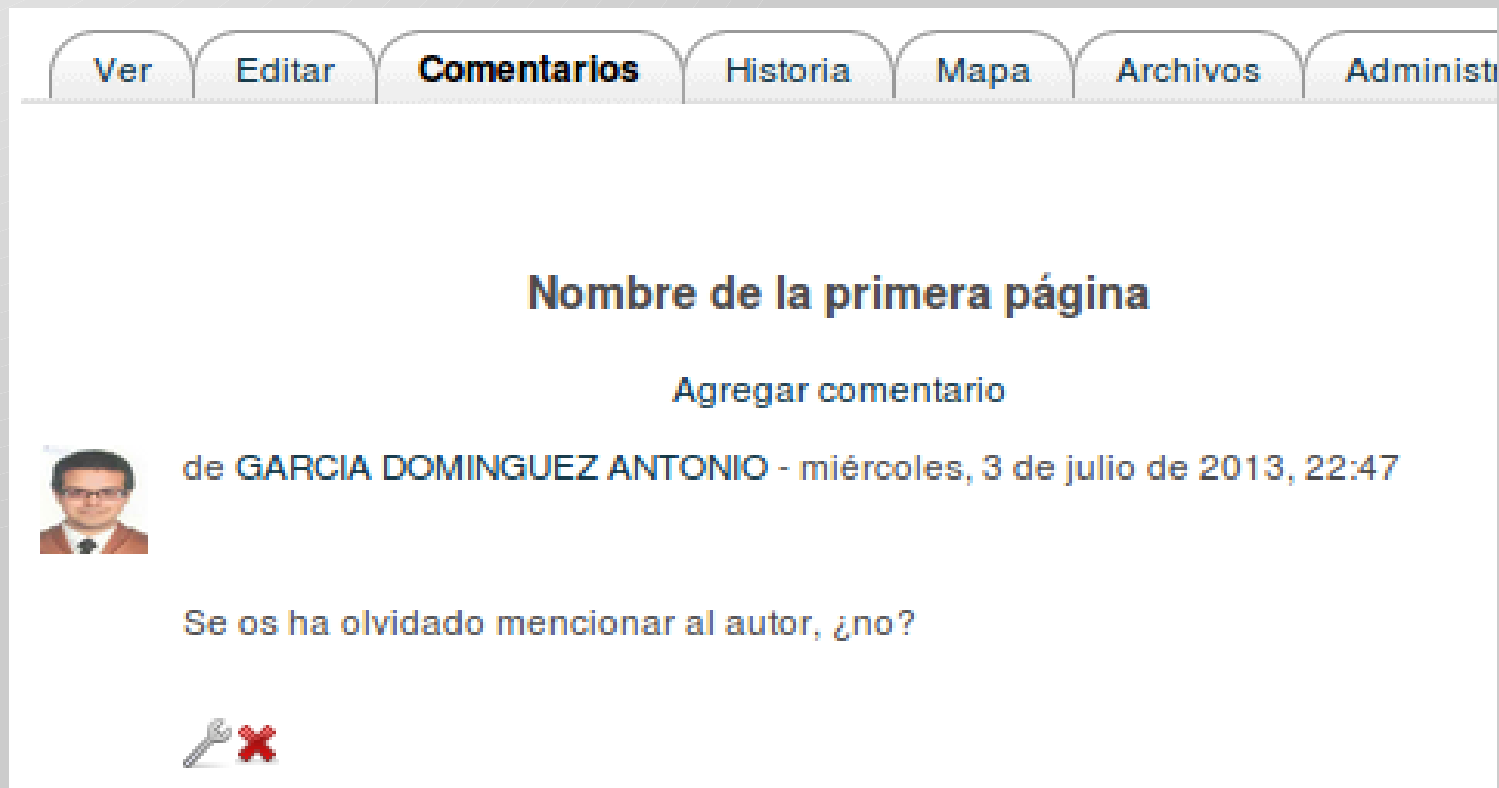 Ver Editar Comentarios Historia Mapa Archivos Administr
Nombre de la primera página
Agregar comentario
de GARCIA DOMINGUEZ ANTONIO - miércoles, 3 de julio de 2013, 22:47
Se os ha olvidado mencionar al autor, ¿no?